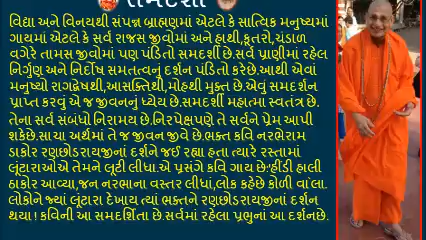 સમદર્શી
વિદ્યા અને વિનયથી સંપન્ન બ્રાહ્મણમાં એટલે કે સાત્વિક મનુષ્યમાં
ગાયમાં એટલે કે સર્વ રાજસ જીવોમાં અને હાથી,કૂતરો,ચંડાળ
વગેરે તામસ જીવોમાં પણ પંડિતો સમદર્શી છે.સર્વ પ્રાણીમાં રહેલ
નિર્ગુણ અને નિર્દોષ સમતત્વનું દર્શન પંડિતો કરેછે.આથી એવાં
મનુષ્યો રાગદ્વેષથી,આસક્તિથી,મોહથી મુક્ત છે.એવું સમદર્શન
પ્રાપ્ત કરવું એ જ જીવનનું ધ્યેય છે.સમદર્શી મહાત્મા સ્વતંત્ર છે.
તેના સર્વ સંબંધો નિરામય છે.નિરપેક્ષપણે તે સર્વને પ્રેમ આપી
શકેછે.સાચા અર્થમાં તે જ જીવન જીવે છે.ભક્ત કવિ નરભેરામ
ડાકોર રણછોડરાયજીનાં દર્શને જઈ રહ્યા હતા ત્યારે રસ્તામાં
લૂંટારાઓએ તેમને લૂટી લીધા.એ પ્રસંગે કવિ ગાય છે:'હીંડી હાલી
ઠાકોર આવ્યા,જન નરભાના વસ્તર લીધાં,લોક કહેછે કોળી વા'લા.
લોકોને જ્યાં લૂંટારા દેખાય ત્યાં ભક્તને રણછોડરાયજીનાં દર્શન
થયા ! કવિની આ સમદર્શિતા છે.સર્વમાં રહેલા પ્રભુનાં આ દર્શનછે.